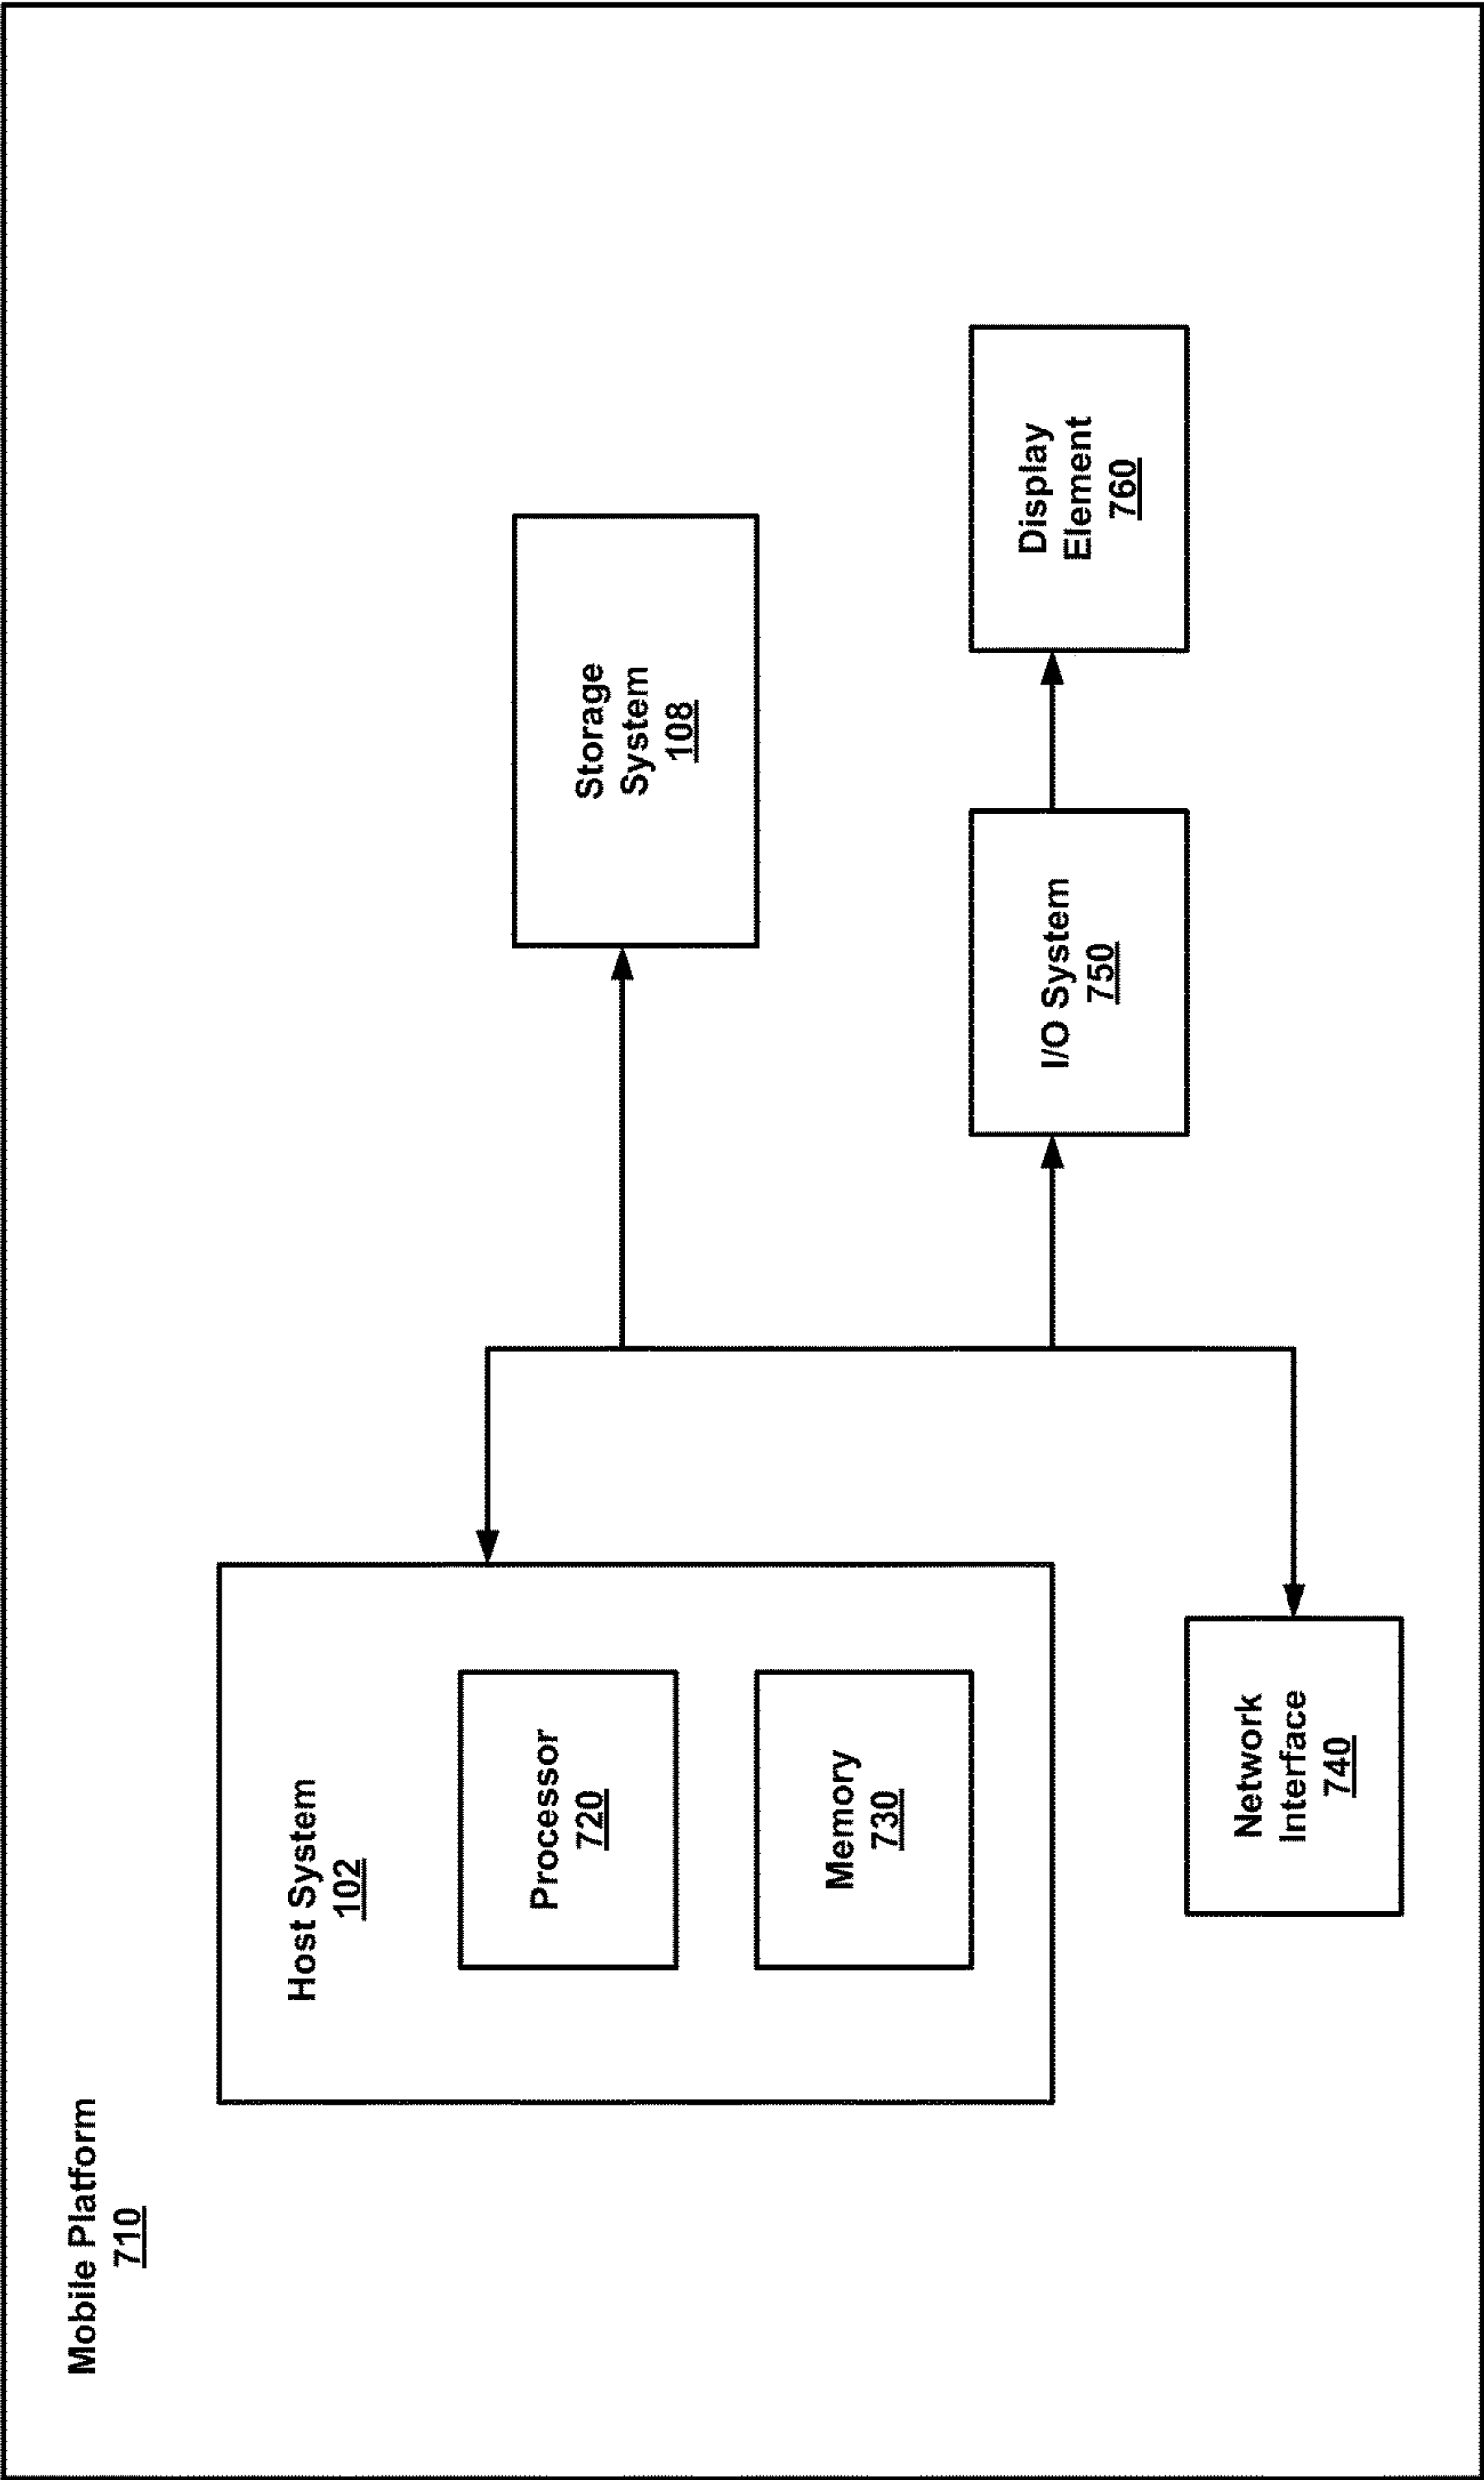 Mobile Platform
710
Host System
102
Processor
720
Memory
730
Network
Interface
740
Storage
System
108
I/O System
750
Display
Element
760